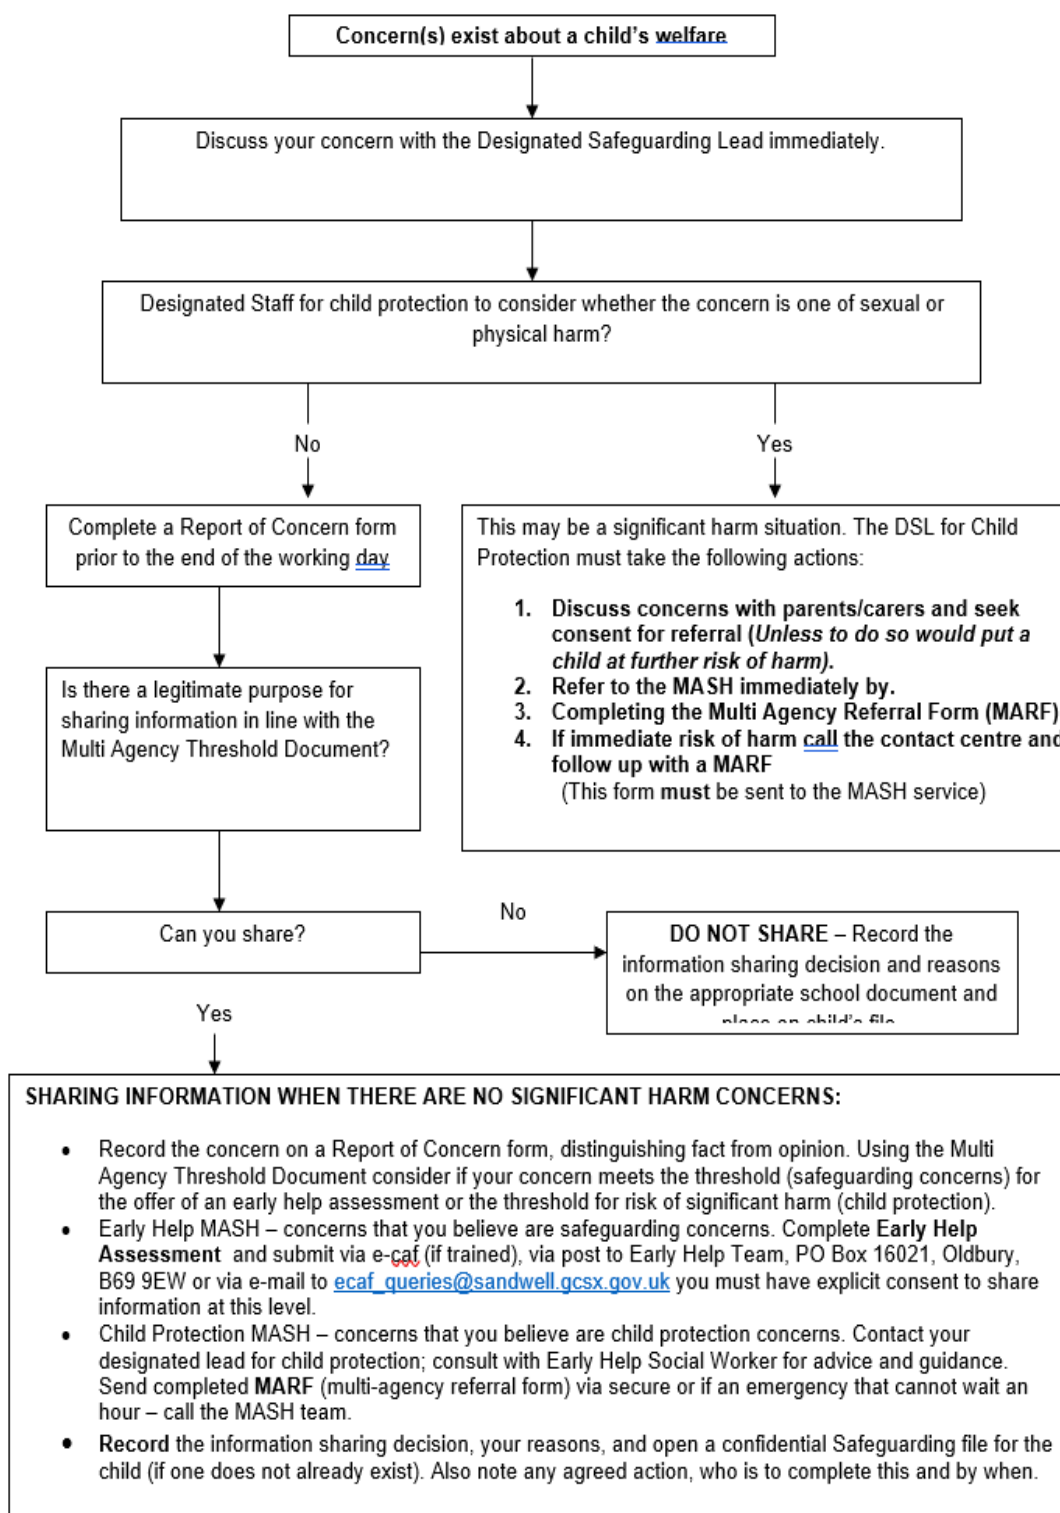 Concern(s) exist about a child's welfare
Discuss your concern with the Designated Safeguarding Lead immediately.
Designated Staff for child protection to consider whether the concern is one of sexual or
physical harm?
No
Yes
Complete a Report of Concern form
prior to the end of the working day
This may be a significant harm situation. The DSL for Child
Protection must take the following actions:
1. Discuss concerns with parents/carers and seek
consent for referral (Unless to do so would put a
child at further risk of harm).
2. Refer to the MASH immediately by.
3. Completing the Multi Agency Referral Form (MARF)
4. If immediate risk of harm call the contact centre and
follow up with a MARF
(This form must be sent to the MASH service)
Is there a legitimate purpose for
sharing information in line with the
Multi Agency Threshold Document?
Can you share?
No
DO NOT SHARE – Record the
information sharing decision and reasons
on the appropriate school document and
place on child's file
Yes
SHARING INFORMATION WHEN THERE ARE NO SIGNIFICANT HARM CONCERNS:
• Record the concern on a Report of Concern form, distinguishing fact from opinion. Using the Multi
Agency Threshold Document consider if your concern meets the threshold (safeguarding concerns) for
the offer of an early help assessment or the threshold for risk of significant harm (child protection).
• Early Help MASH – concerns that you believe are safeguarding concerns. Complete Early Help
Assessment and submit via e-caf (if trained), via post to Early Help Team, PO Box 16021, Oldbury,
B69 9EW or via e-mail to ecaf_queries@sandwell.gcsx.gov.uk you must have explicit consent to share
information at this level.
• Child Protection MASH – concerns that you believe are child protection concerns. Contact your
designated lead for child protection; consult with Early Help Social Worker for advice and guidance.
Send completed MARF (multi-agency referral form) via secure or if an emergency that cannot wait an
hour – call the MASH team.
• Record the information sharing decision, your reasons, and open a confidential Safeguarding file for the
child (if one does not already exist). Also note any agreed action, who is to complete this and by when.